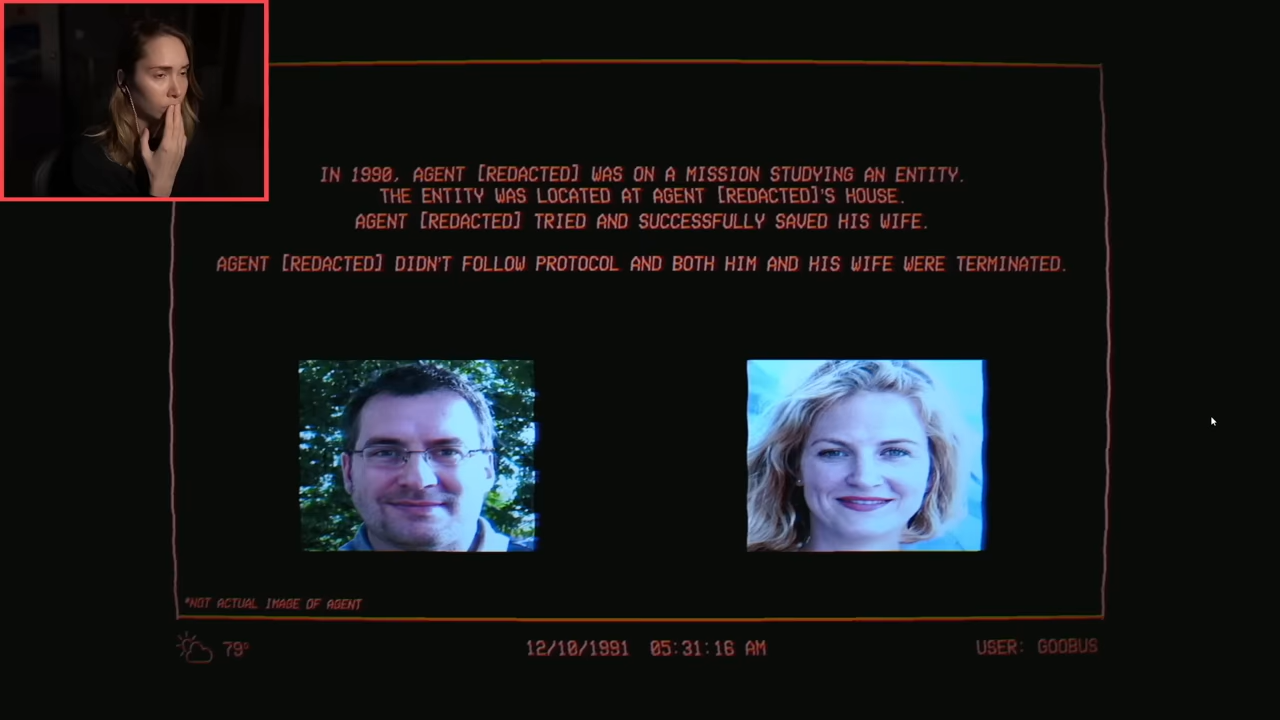 IN 1990, AGENT [REDACTED] WAS ON A MISSION STUDYING AN ENTITY.
THE ENTITY WAS LOCATED AT AGENT [REDACTED]'S HOUSE.
AGENT [REDACTED] TRIED AND SUCCESSFULLY SAVED HIS WIFE.
AGENT [REDACTED] DIDN'T FOLLOW PROTOCOL AND BOTH HIM AND HIS WIFE WERE TERMINATED.
*NOT ACTUAL IMAGE OF AGENT
79° 12/10/1991 05:31:16 AM USER: GOOBUS